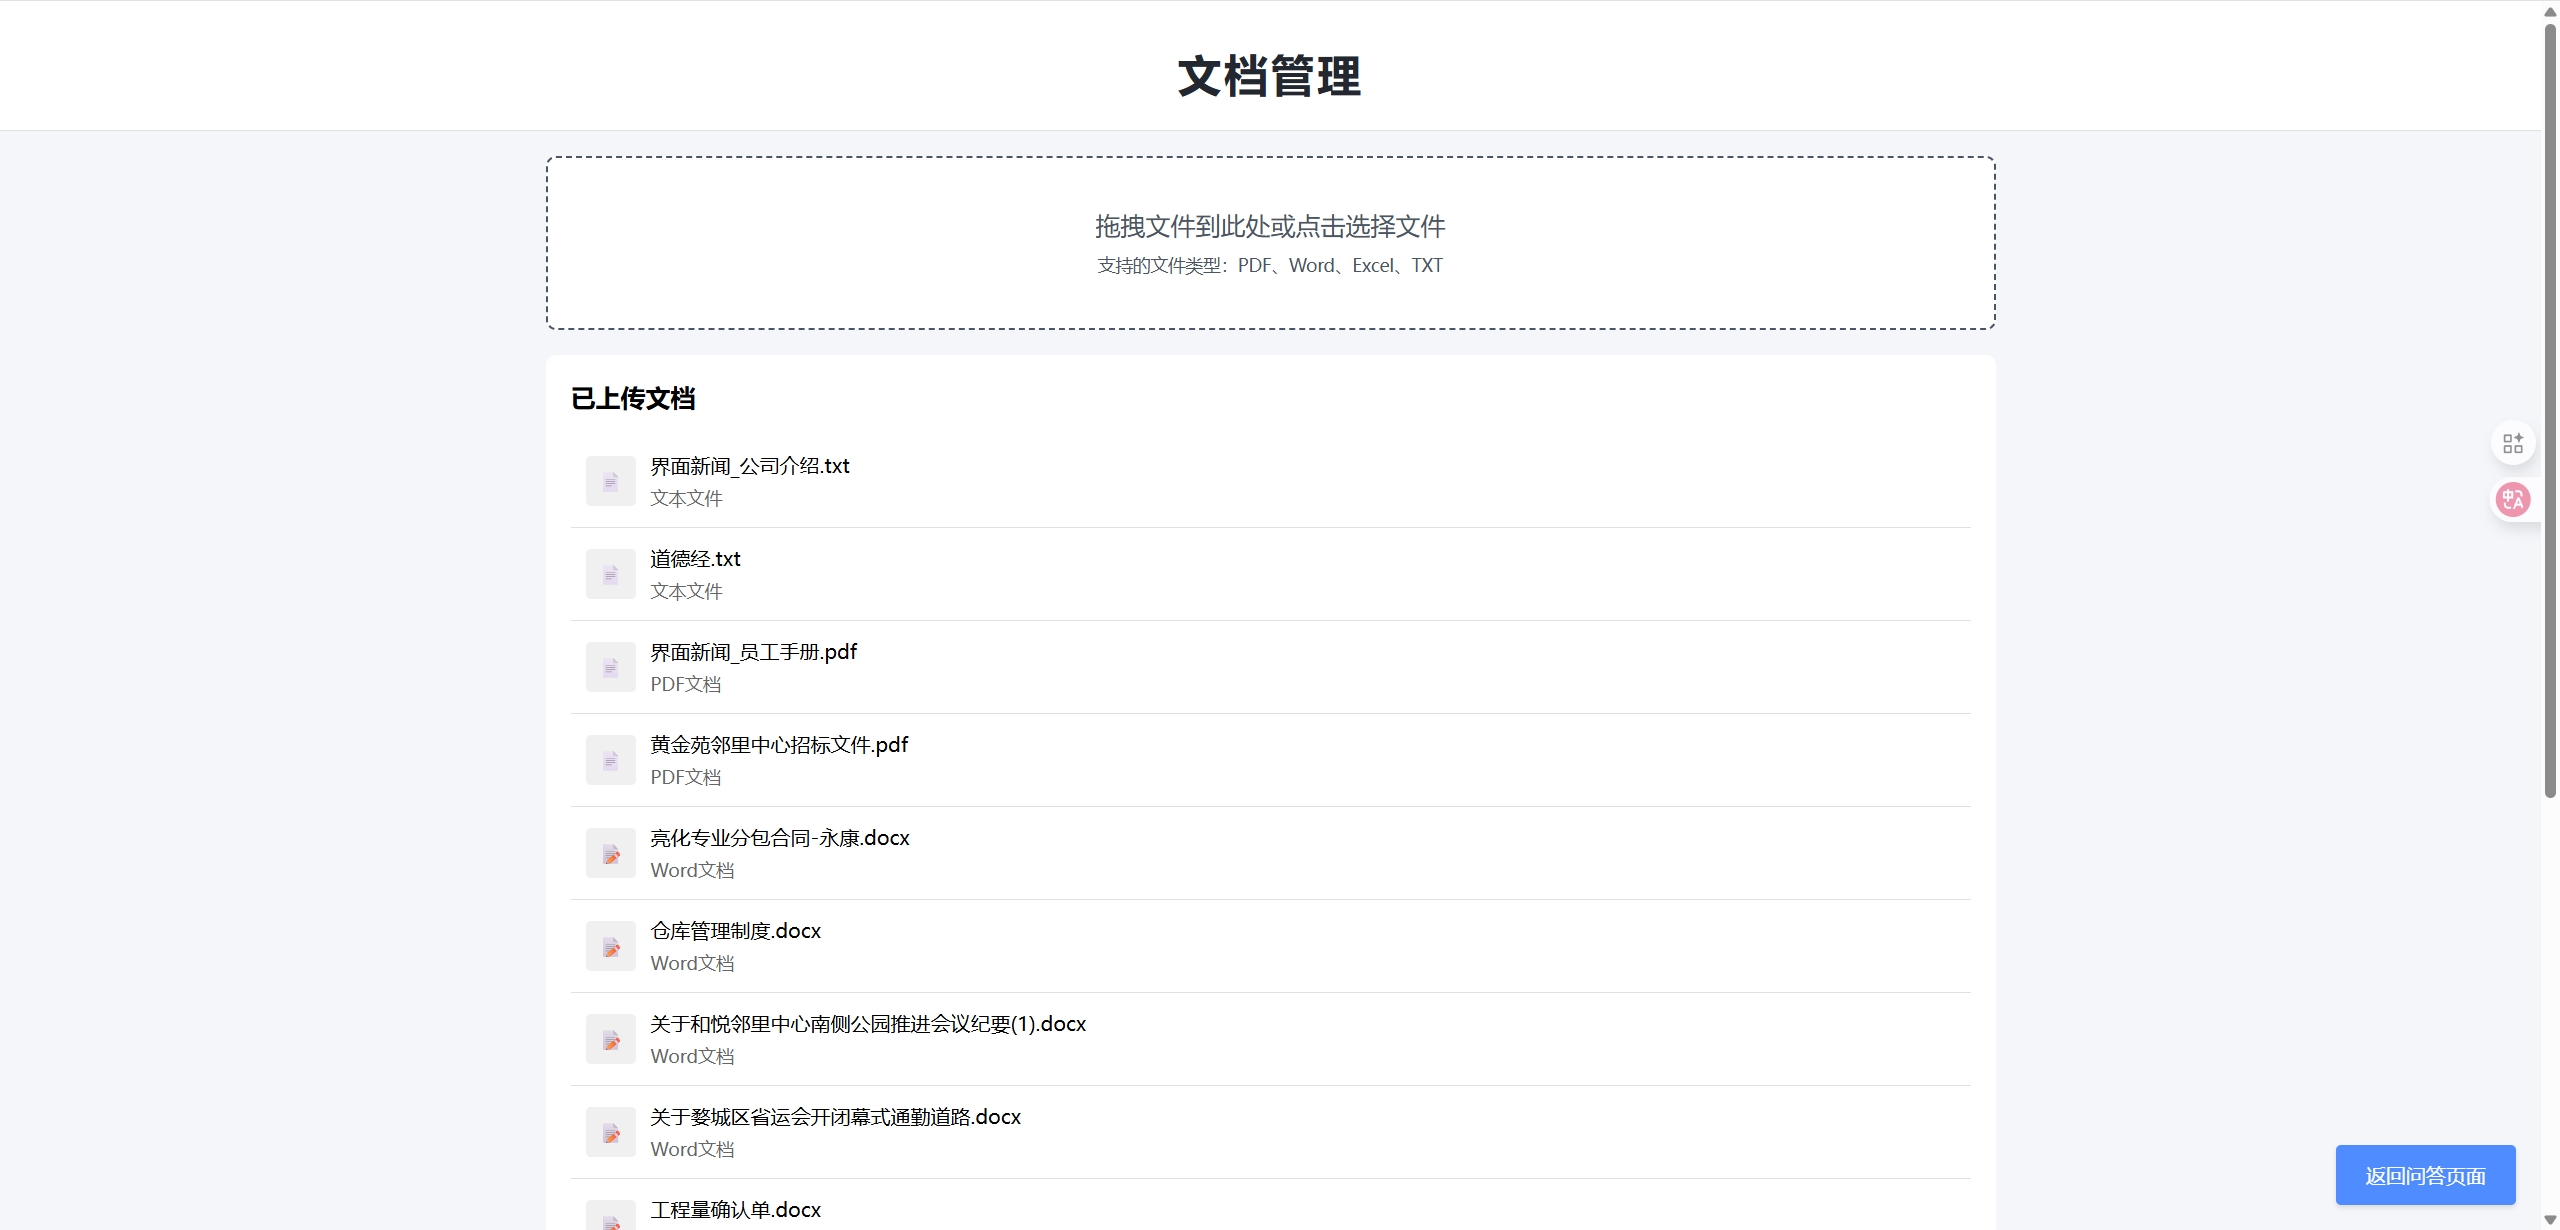 文档管理
拖拽文件到此处或点击选择文件
支持的文件类型：PDF、Word、Excel、TXT
已上传文档
界面新闻_公司介绍.txt
文本文件
道德经.txt
文本文件
界面新闻_员工手册.pdf
PDF文档
黄金苑邻里中心招标文件.pdf
PDF文档
亮化专业分包合同-永康.docx
Word文档
仓库管理制度.docx
Word文档
关于和悦邻里中心南侧公园推进会议纪要(1).docx
Word文档
关于婺城区省运会开闭幕式通勤道路.docx
Word文档
工程量确认单.docx
返回问答页面